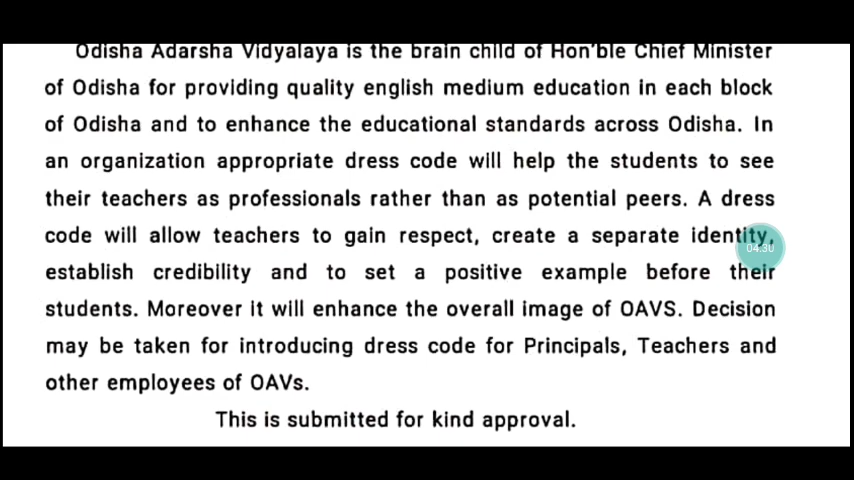 Odisha Adarsha Vidyalaya is the brain child of Hon'ble Chief Minister
of Odisha for providing quality english medium education in each block
of Odisha and to enhance the educational standards across Odisha. In
an organization appropriate dress code will help the students to see
their teachers as professionals rather than as potential peers. A dress
code will allow teachers to gain respect, create a separate identity,
04:30
establish credibility and to set a positive example before their
students. Moreover it will enhance the overall image of OAVS. Decision
may be taken for introducing dress code for Principals, Teachers and
other employees of OAVs.
This is submitted for kind approval.